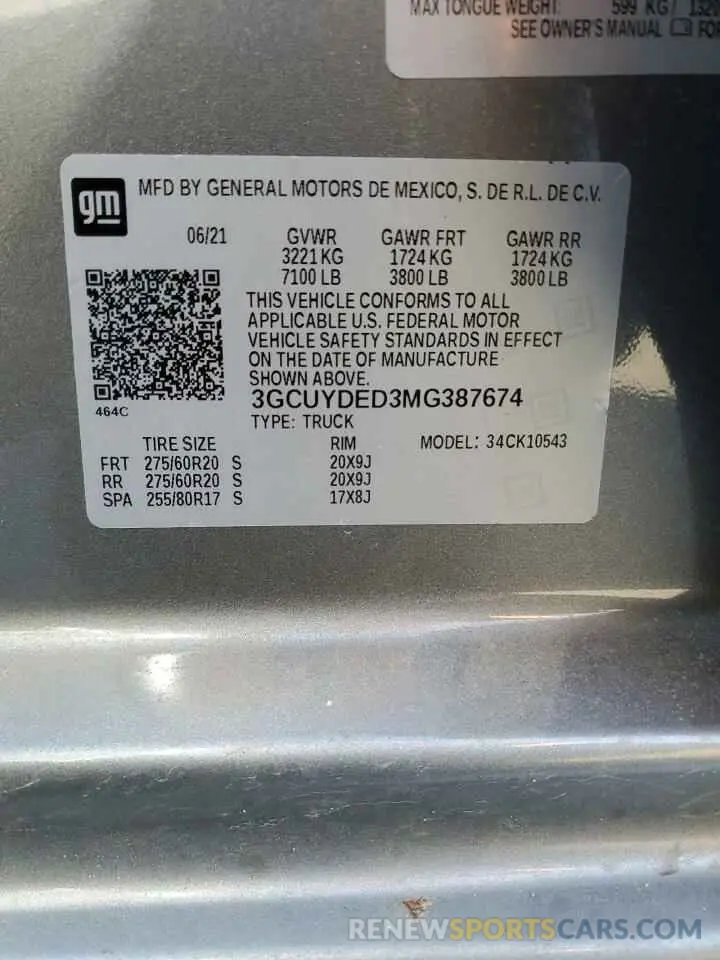 MAX TONGUE WEIGHT: 599 KG/
SEE OWNER'S MANUAL
gm
MFD BY GENERAL MOTORS DE MEXICO, S. DE R.L. DE C.V.
06/21 GVWR GAWR FRT GAWR RR
3221 KG 1724 KG 1724 KG
7100 LB 3800 LB 3800 LB
THIS VEHICLE CONFORMS TO ALL
APPLICABLE U.S. FEDERAL MOTOR
VEHICLE SAFETY STANDARDS IN EFFECT
ON THE DATE OF MANUFACTURE
SHOWN ABOVE.
3GCUYDED3MG387674
464C
TYPE: TRUCK
TIRE SIZE RIM MODEL: 34CK10543
FRT 275/60R20 S 20X9J
RR 275/60R20 S 20X9J
SPA 255/80R17 S 17X8J
RENEWSPORTSCARS.COM